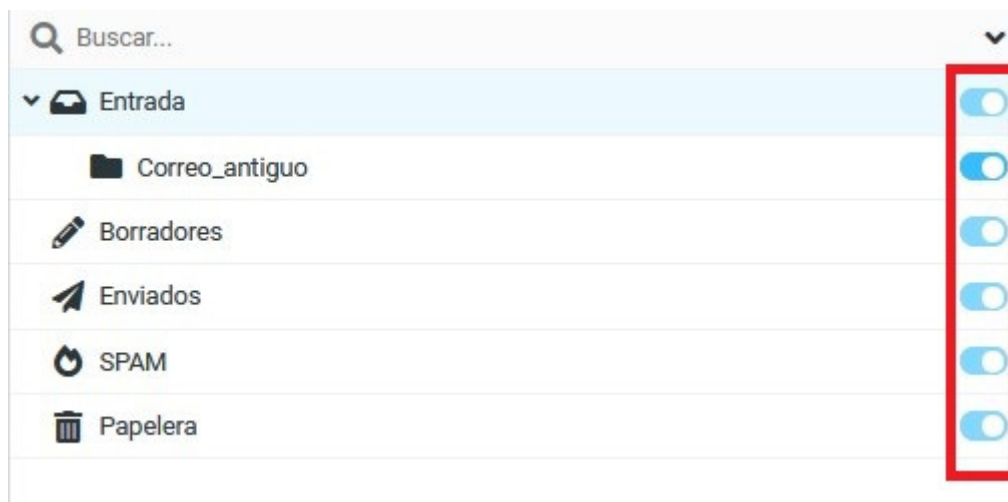 Buscar...
Entrada
Correo_antiguo
Borradores
Enviados
SPAM
Papelera